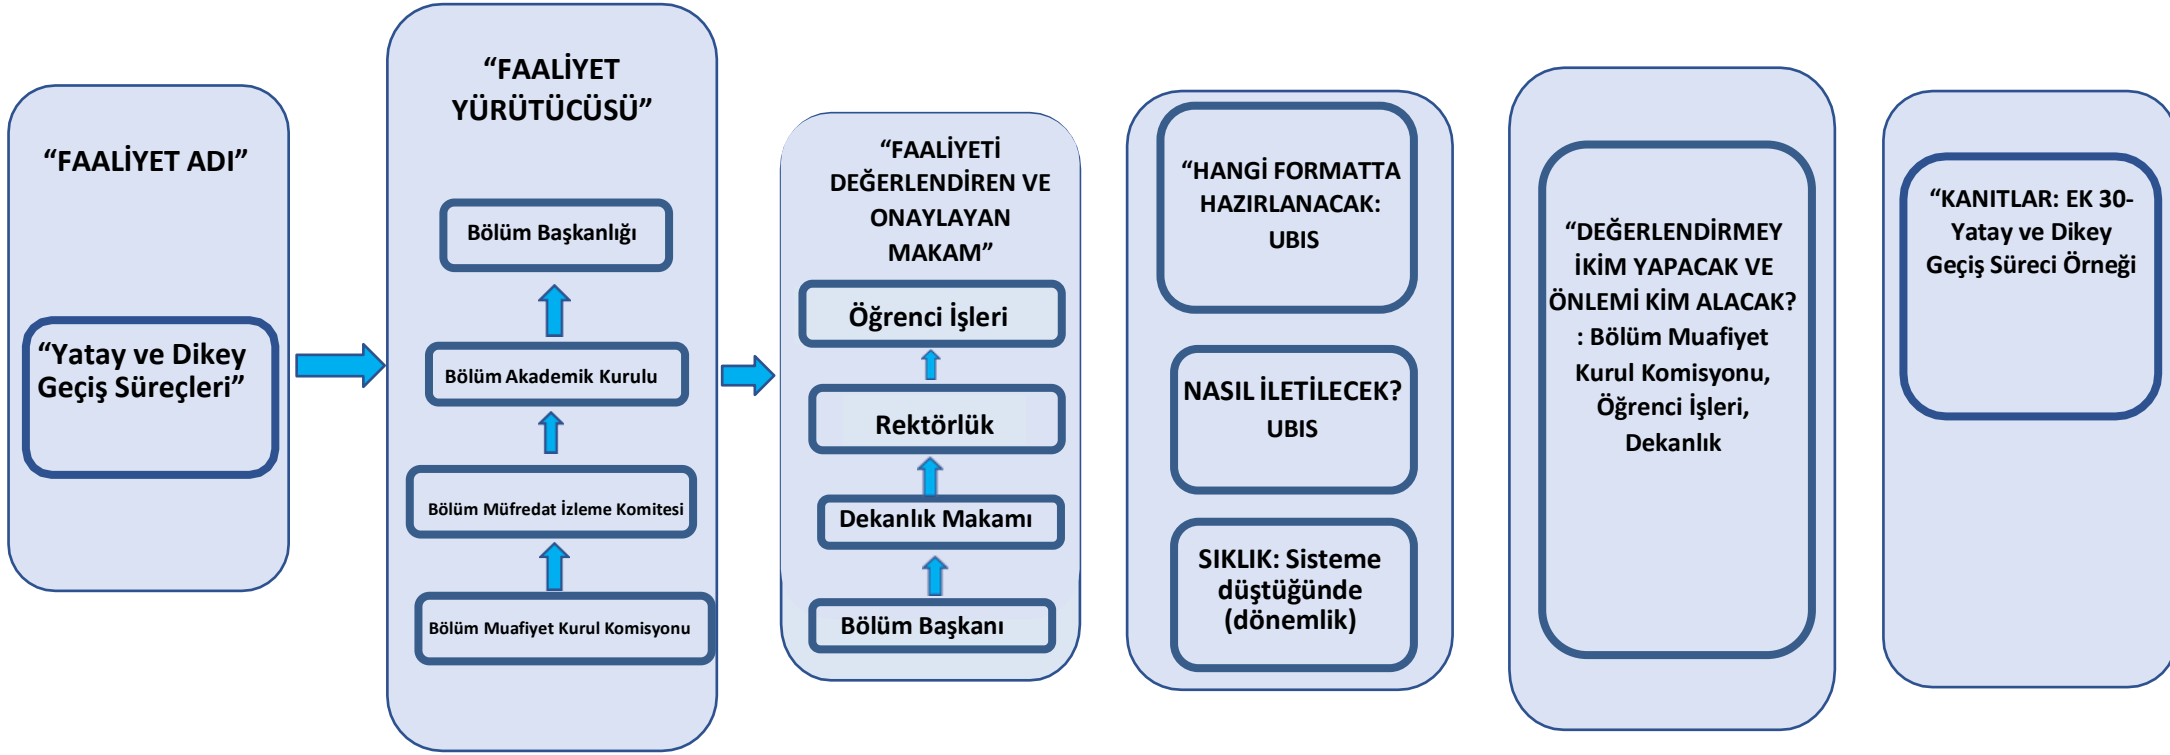 “FAALİYET ADI”
“Yatay ve Dikey
Geçiş Süreçleri”
“FAALİYET
YÜRÜTÜCÜSÜ”
Bölüm Başkanlığı
Bölüm Akademik Kurulu
Bölüm Müfredat İzleme Komitesi
Bölüm Muafiyet Kurul Komisyonu
“FAALİYETİ
DEĞERLENDİREN VE
ONAYLAYAN
MAKAM”
Öğrenci İşleri
Rektörlük
Dekanlık Makamı
Bölüm Başkanı
“HANGİ FORMATTA
HAZIRLANACAK:
UBIS
NASIL İLETİLECEK?
UBIS
SIKLIK: Sisteme
düştüğünde
(dönemlik)
“DEĞERLENDİRMEY
İKİM YAPACAK VE
ÖNLEMİ KİM ALACAK?
: Bölüm Muafiyet
Kurul Komisyonu,
Öğrenci İşleri,
Dekanlık
“KANITLAR: EK 30-
Yatay ve Dikey
Geçiş Süreci Örneği